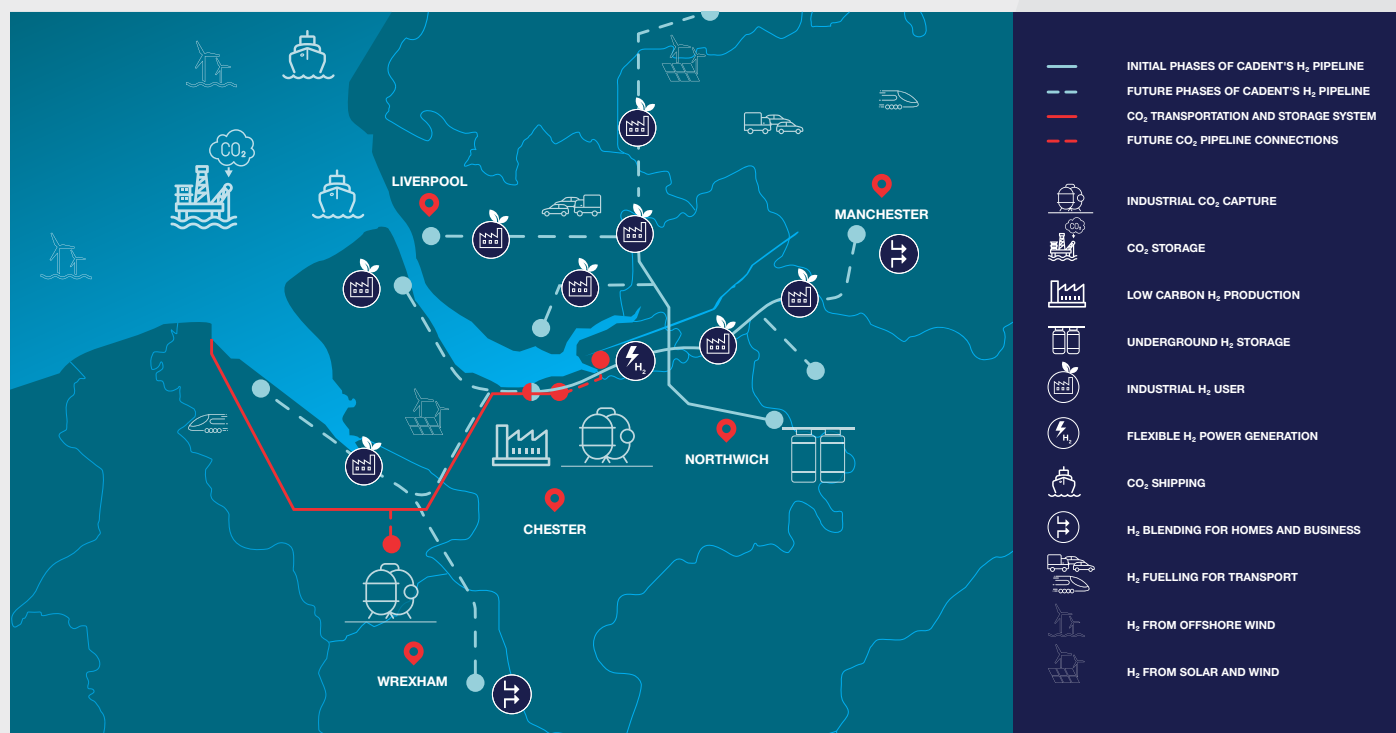 CO₂
LIVERPOOL
MANCHESTER
H₂
NORTHWICH
CHESTER
WREXHAM
INITIAL PHASES OF CADENT'S H₂ PIPELINE
FUTURE PHASES OF CADENT'S H₂ PIPELINE
CO₂ TRANSPORTATION AND STORAGE SYSTEM
FUTURE CO₂ PIPELINE CONNECTIONS
INDUSTRIAL CO₂ CAPTURE
CO₂
CO₂ STORAGE
LOW CARBON H₂ PRODUCTION
UNDERGROUND H₂ STORAGE
INDUSTRIAL H₂ USER
H₂
FLEXIBLE H₂ POWER GENERATION
CO₂ SHIPPING
H₂ BLENDING FOR HOMES AND BUSINESS
H₂ FUELLING FOR TRANSPORT
H₂ FROM OFFSHORE WIND
H₂ FROM SOLAR AND WIND